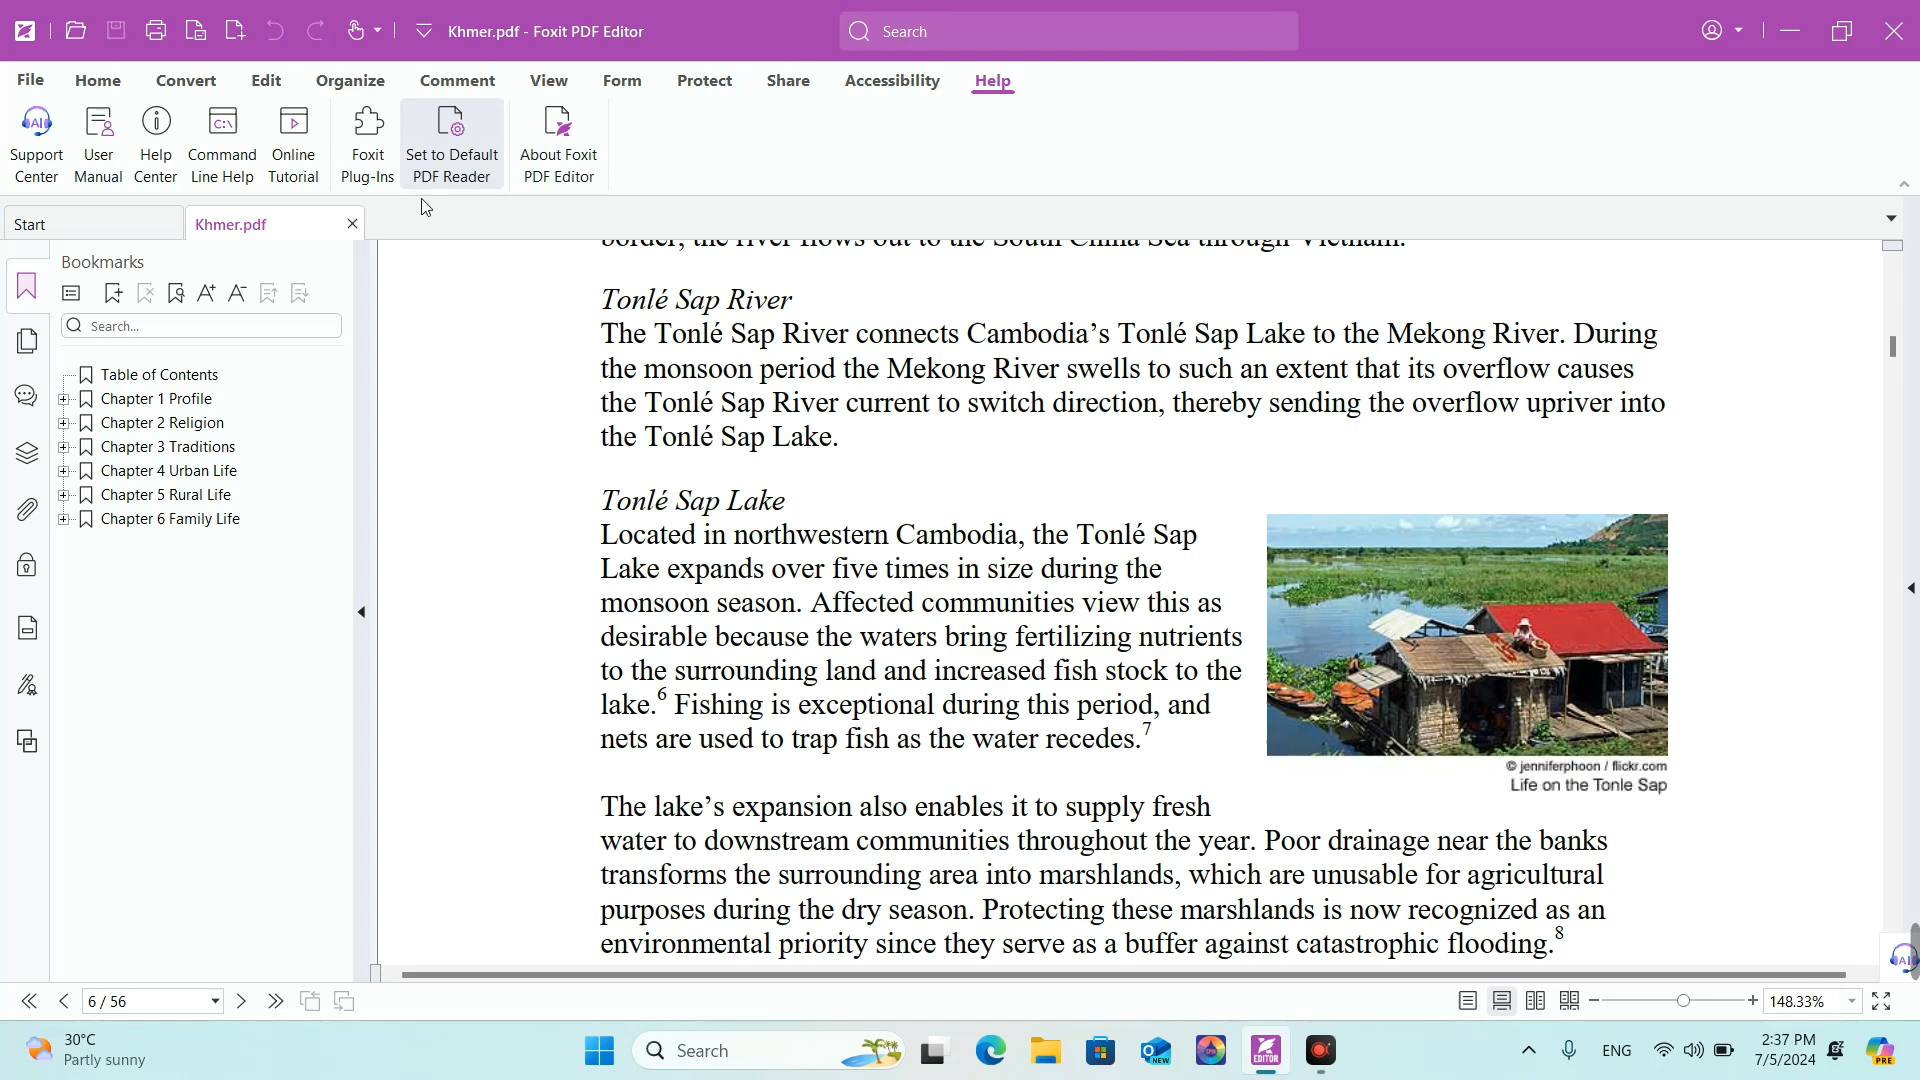 Khmer.pdf - Foxit PDF Editor
Search
File Home Convert Edit Organize Comment View Form Protect Share Accessibility Help
Support Center
User Manual
Help Center
Command Line Help
Online Tutorial
Foxit Plug-Ins
Set to Default PDF Reader
About Foxit PDF Editor
Start
Khmer.pdf
Bookmarks
Search...
Table of Contents
Chapter 1 Profile
Chapter 2 Religion
Chapter 3 Traditions
Chapter 4 Urban Life
Chapter 5 Rural Life
Chapter 6 Family Life
border, the river flows out to the South China Sea through Vietnam.
Tonlé Sap River
The Tonlé Sap River connects Cambodia’s Tonlé Sap Lake to the Mekong River. During
the monsoon period the Mekong River swells to such an extent that its overflow causes
the Tonlé Sap River current to switch direction, thereby sending the overflow upriver into
the Tonlé Sap Lake.
Tonlé Sap Lake
Located in northwestern Cambodia, the Tonlé Sap
Lake expands over five times in size during the
monsoon season. Affected communities view this as
desirable because the waters bring fertilizing nutrients
to the surrounding land and increased fish stock to the
lake.6 Fishing is exceptional during this period, and
nets are used to trap fish as the water recedes.7
© jenniferphoon / flickr.com
Life on the Tonle Sap
The lake’s expansion also enables it to supply fresh
water to downstream communities throughout the year. Poor drainage near the banks
transforms the surrounding area into marshlands, which are unusable for agricultural
purposes during the dry season. Protecting these marshlands is now recognized as an
environmental priority since they serve as a buffer against catastrophic flooding.8
6 / 56
148.33%
30°C
Partly sunny
Search
ENG
2:37 PM
7/5/2024